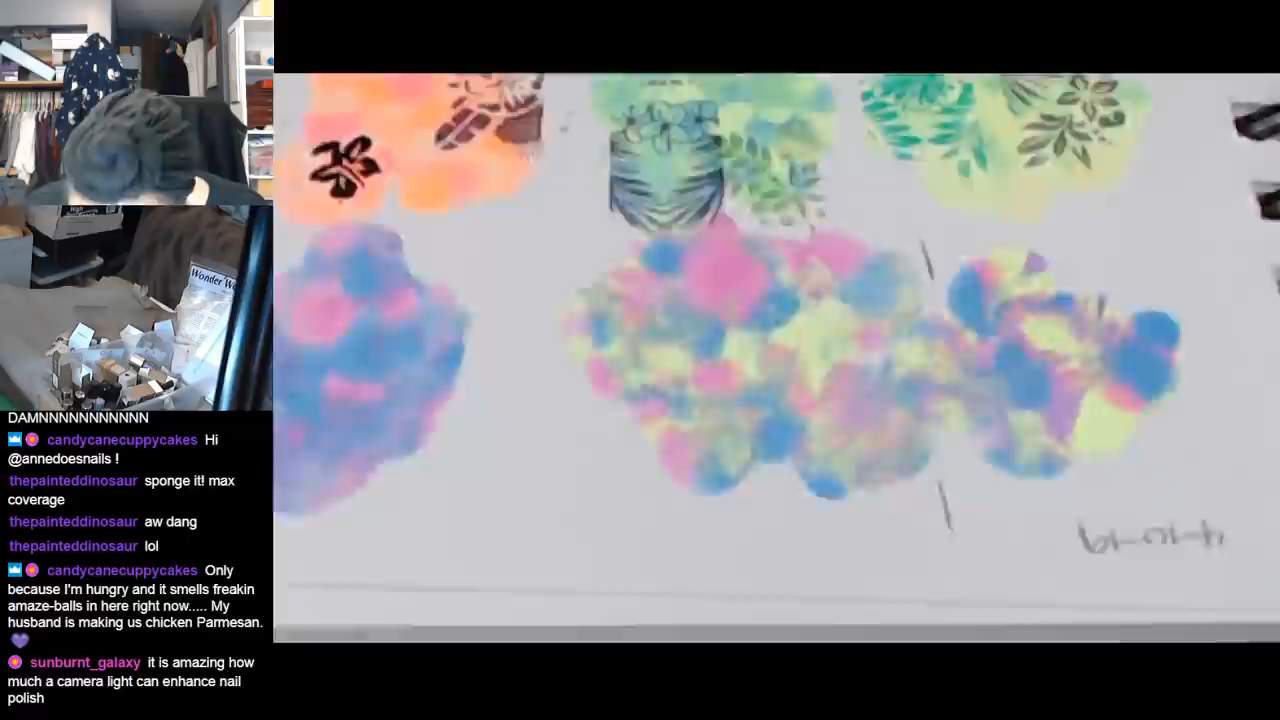 Wonder We
DAMNNNNNNNNNNN
candycanecuppycakes Hi
@annedoesnails !
thepainteddinosaur sponge it! max
coverage
thepainteddinosaur aw dang
thepainteddinosaur lol
candycanecuppycakes Only
because I'm hungry and it smells freakin
amaze-balls in here right now..... My
husband is making us chicken Parmesan.
sunburnt_galaxy it is amazing how
much a camera light can enhance nail
polish